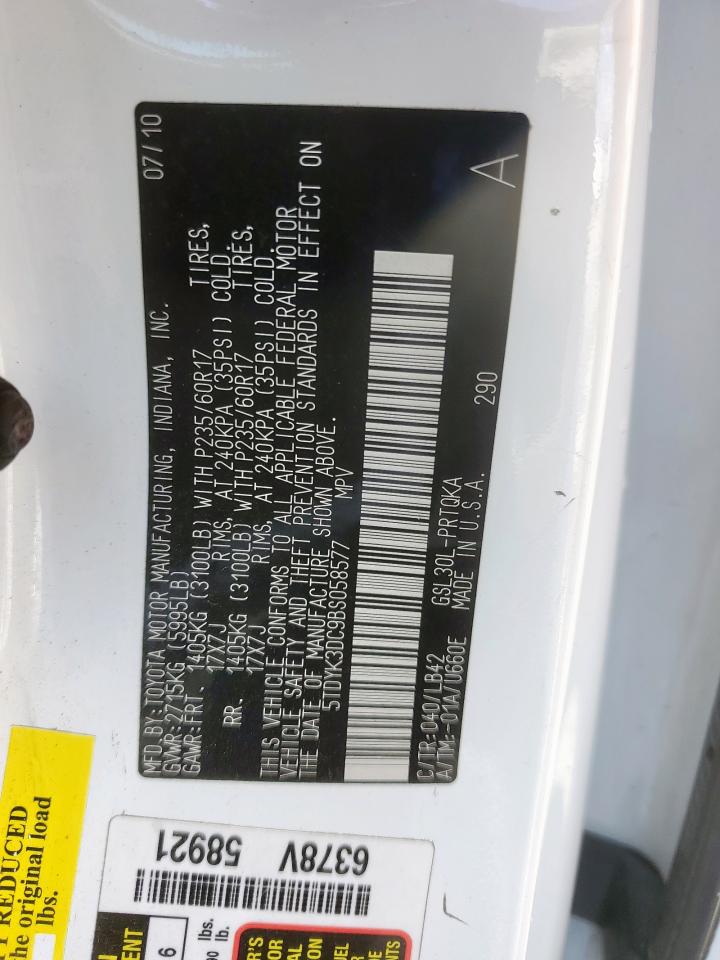 MFD.BY:TOYOTA MOTOR MANUFACTURING, INDIANA, INC. 07/10
GVWR:2715KG (5995LB)
GAWR:FRT. 1405KG (3100LB) WITH P235/60R17 TIRES,
17X7J RIMS, AT 240KPA (35PSI) COLD.
RR. 1405KG (3100LB) WITH P235/60R17 TIRES,
17X7J RIMS, AT 240KPA (35PSI) COLD.
THIS VEHICLE CONFORMS TO ALL APPLICABLE FEDERAL MOTOR
VEHICLE SAFETY AND THEFT PREVENTION STANDARDS IN EFFECT ON
THE DATE OF MANUFACTURE SHOWN ABOVE.
5TDYK3DC9BS058577 MPV
C/TR:040/LB42 GSL30L-PRTQKA 290
A/TM:-01A/U660E MADE IN U.S.A. A
6378V 58921
REDUCED
the original load
lbs.
6
lbs.
lb.